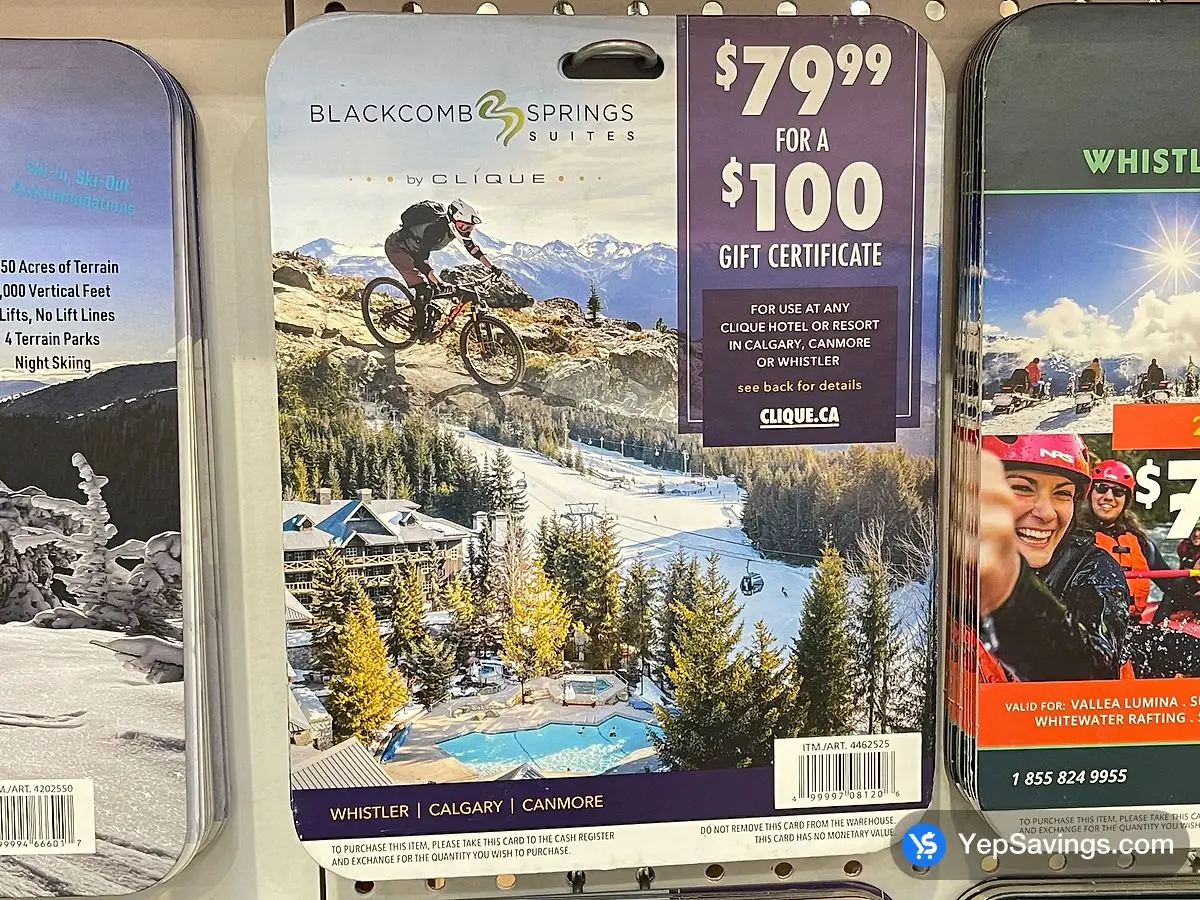 Ski-In, Ski-Out
Accommodations
50 Acres of Terrain
,000 Vertical Feet
Lifts, No Lift Lines
4 Terrain Parks
Night Skiing
M./ART. 4202550
99994 66601 7
BLACKCOMB SPRINGS
SUITES
by CLIQUE
$79.99
FOR A
$100
GIFT CERTIFICATE
FOR USE AT ANY
CLIQUE HOTEL OR RESORT
IN CALGARY, CANMORE
OR WHISTLER
see back for details
CLIQUE.CA
ITM./ART. 4462525
4 99997 08120 6
WHISTLER | CALGARY | CANMORE
TO PURCHASE THIS ITEM, PLEASE TAKE THIS CARD TO THE CASH REGISTER
AND EXCHANGE FOR THE QUANTITY YOU WISH TO PURCHASE.
DO NOT REMOVE THIS CARD FROM THE WAREHOUSE.
THIS CARD HAS NO MONETARY VALUE.
WHISTL
NRS
$7
VALID FOR: VALLEA LUMINA . S
WHITEWATER RAFTING .
1 855 824 9955
TO PURCHASE THIS ITEM, PLEASE TAKE THIS CA
AND EXCHANGE FOR THE QUANTITY YOU WISH
YepSavings.com